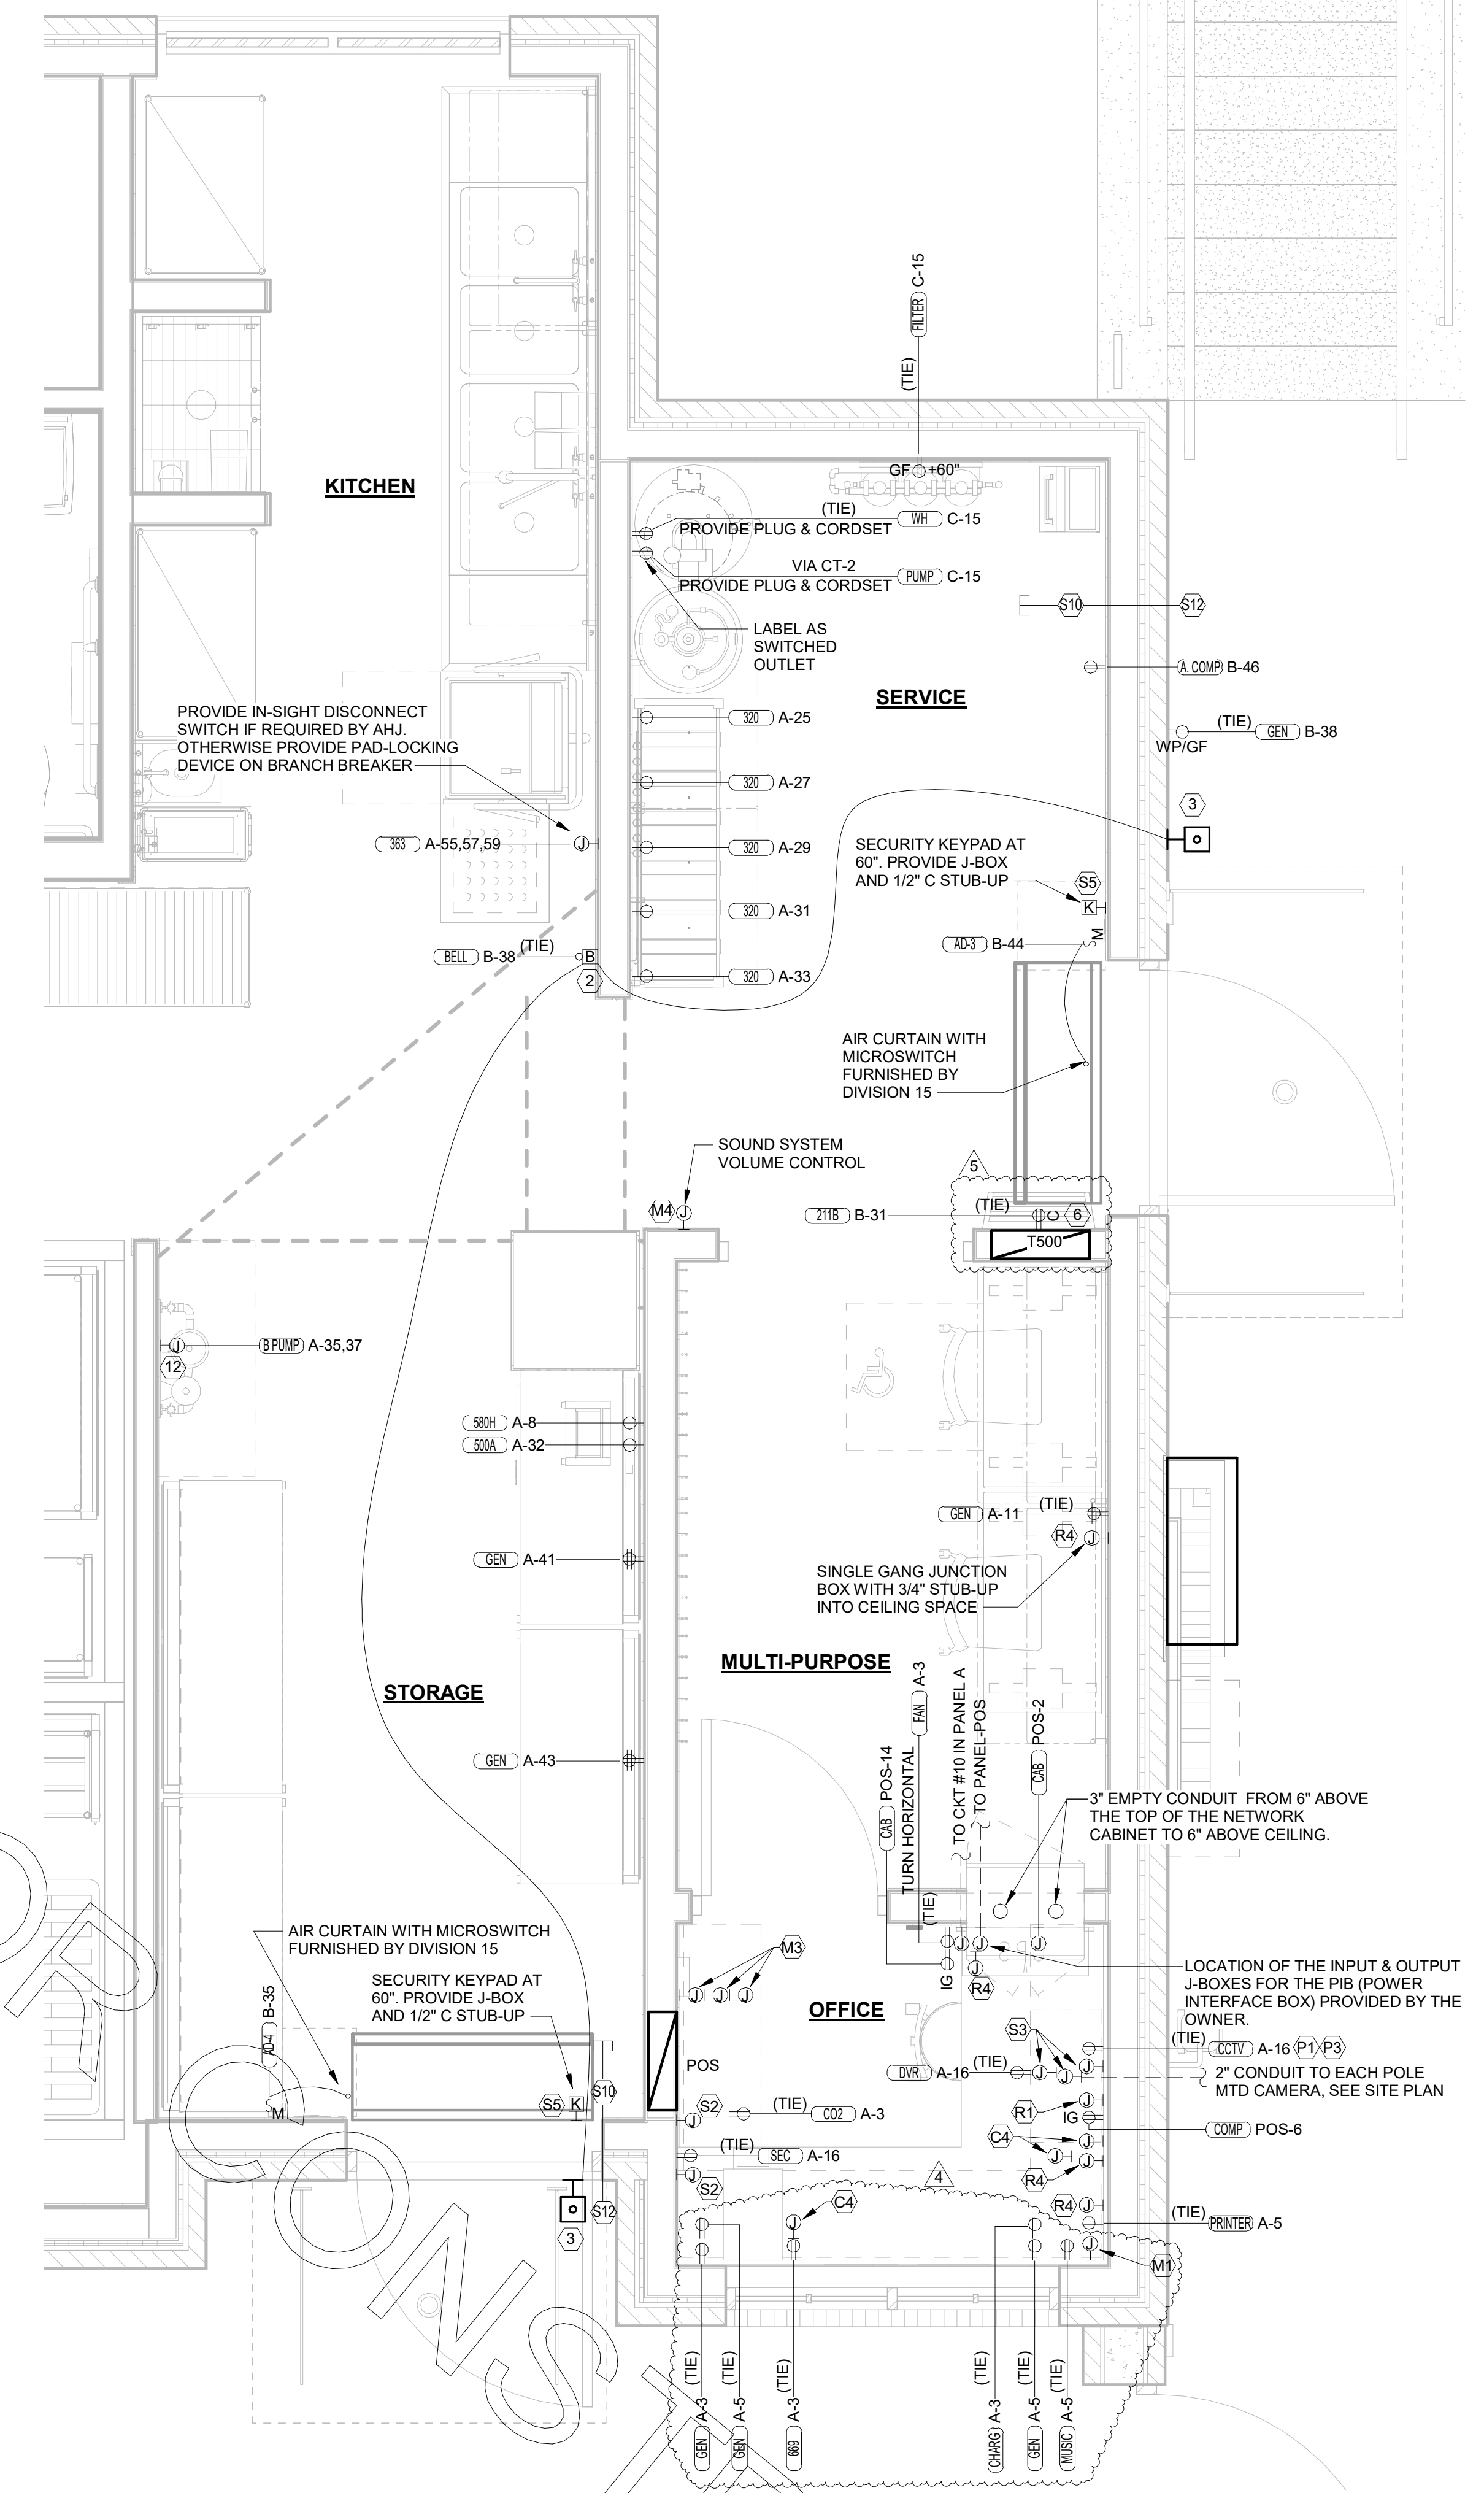 FILTER C-15
(TIE)
GF +60"
KITCHEN
(TIE)
WH C-15
PROVIDE PLUG & CORDSET
VIA CT-2
PUMP C-15
PROVIDE PLUG & CORDSET
S10
S12
LABEL AS
SWITCHED
OUTLET
A. COMP B-46
SERVICE
PROVIDE IN-SIGHT DISCONNECT
SWITCH IF REQUIRED BY AHJ.
OTHERWISE PROVIDE PAD-LOCKING
DEVICE ON BRANCH BREAKER
320 A-25
(TIE)
GEN B-38
WP/GF
320 A-27
3
363 A-55,57,59
J
320 A-29
SECURITY KEYPAD AT
60". PROVIDE J-BOX
AND 1/2" C STUB-UP
S5
K
320 A-31
M
AD-3 B-44
BELL B-38
(TIE)
B
2
320 A-33
AIR CURTAIN WITH
MICROSWITCH
FURNISHED BY
DIVISION 15
SOUND SYSTEM
VOLUME CONTROL
5
M4
J
211B B-31
(TIE)
C
6
T500
J
B PUMP A-35,37
12
580H A-8
500A A-32
GEN A-11
(TIE)
R4
J
GEN A-41
SINGLE GANG JUNCTION
BOX WITH 3/4" STUB-UP
INTO CEILING SPACE
MULTI-PURPOSE
STORAGE
GEN A-43
CAB POS-14
TURN HORIZONTAL
FAN A-3
(TIE)
TO CKT #10 IN PANEL A
TO PANEL-POS
CAB POS-2
3" EMPTY CONDUIT FROM 6" ABOVE
THE TOP OF THE NETWORK
CABINET TO 6" ABOVE CEILING.
AIR CURTAIN WITH MICROSWITCH
FURNISHED BY DIVISION 15
M3
J J J
J J J
J
IG
R4
LOCATION OF THE INPUT & OUTPUT
J-BOXES FOR THE PIB (POWER
INTERFACE BOX) PROVIDED BY THE
OWNER.
SECURITY KEYPAD AT
60". PROVIDE J-BOX
AND 1/2" C STUB-UP
OFFICE
AD-4 B-35
M
S3
(TIE)
CCTV A-16 P1 P3
POS
DVR A-16
(TIE)
J J J
2" CONDUIT TO EACH POLE
MTD CAMERA, SEE SITE PLAN
S5
K
S10
S2
J
(TIE)
CO2 A-3
R1
J
IG
COMP POS-6
C4
J J
(TIE)
SEC A-16
R4
J
J
S2
4
S12
3
J
C4
R4
J
(TIE)
PRINTER A-5
J
M1
(TIE)
GEN A-3
(TIE)
GEN A-5
(TIE)
669 A-3
(TIE)
CHARG A-3
(TIE)
GEN A-5
(TIE)
MUSIC A-5
R
CONST